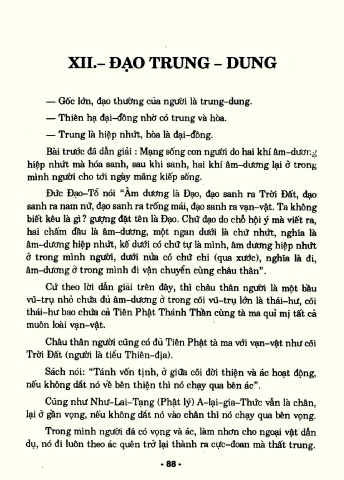 XII.– ĐẠO TRUNG – DUNG
— Gốc lớn, đạo thường của người là trung-dung.
— Thiên hạ đại-đồng nhờ có trung và hòa.
— Trung là hiệp nhứt, hòa là đại-đồng.
Bài trước đã dẫn giải : Mạng sống con người do hai khí âm-dương
hiệp nhứt mà hóa sanh, sau khi sanh, hai khí âm-dương lại ở trong
mình người cho tới ngày mãng kiếp sống.
Đức Đạo-Tổ nói “Âm dương là Đạo, đạo sanh ra Trời Đất, đạo
sanh ra nam nữ, đạo sanh ra trống mái, đạo sanh ra vạn-vật. Ta không
biết kêu là gì? gượng đặt tên là Đạo. Chữ đạo do chỗ hội ý mà viết ra,
hai chấm đầu là âm-dương, một ngan dưới là chữ nhứt, nghĩa là
âm-dương hiệp nhứt, kế dưới có chữ tự là mình, âm dương hiệp nhứt
ở trong mình người, dưới nửa có chữ chi (qua xước), nghĩa là đi,
âm-dương ở trong mình đi vận chuyển cùng châu thân”.
Cứ theo lời dẫn giải trên đây, thì châu thân người là một bầu
vũ-trụ nhỏ chứa đủ âm-dương ở trong cõi vũ-trụ lớn là thái-hư, cõi
thái-hư bao chứa cả Tiên Phật Thánh Thần cùng tà ma quỉ mị tất cả
muôn loài vạn-vật.
Châu thân người cũng có đủ Tiên Phật tà ma với vạn-vật như cõi
Trời Đất (người là tiểu Thiên-địa).
Sách nói: “Tánh vốn tịnh, ở giữa cõi đời thiện và ác hoạt động,
nếu không dắt nó về bên thiện thì nó chạy qua bên ác”.
Cũng như Như-Lai-Tạng (Phật lý) A-lại-gia-Thức vẫn là chân,
lại ở gần vọng, nếu không dắt nó vào chân thì nó chạy qua bên vọng.
Trong mình người đã có vọng và ác, làm nhơn cho ngoại vật dẫn
dụ, nó đi luôn theo ác quên trở lại thành ra cực-đoan mà thất trung.
- 88 -